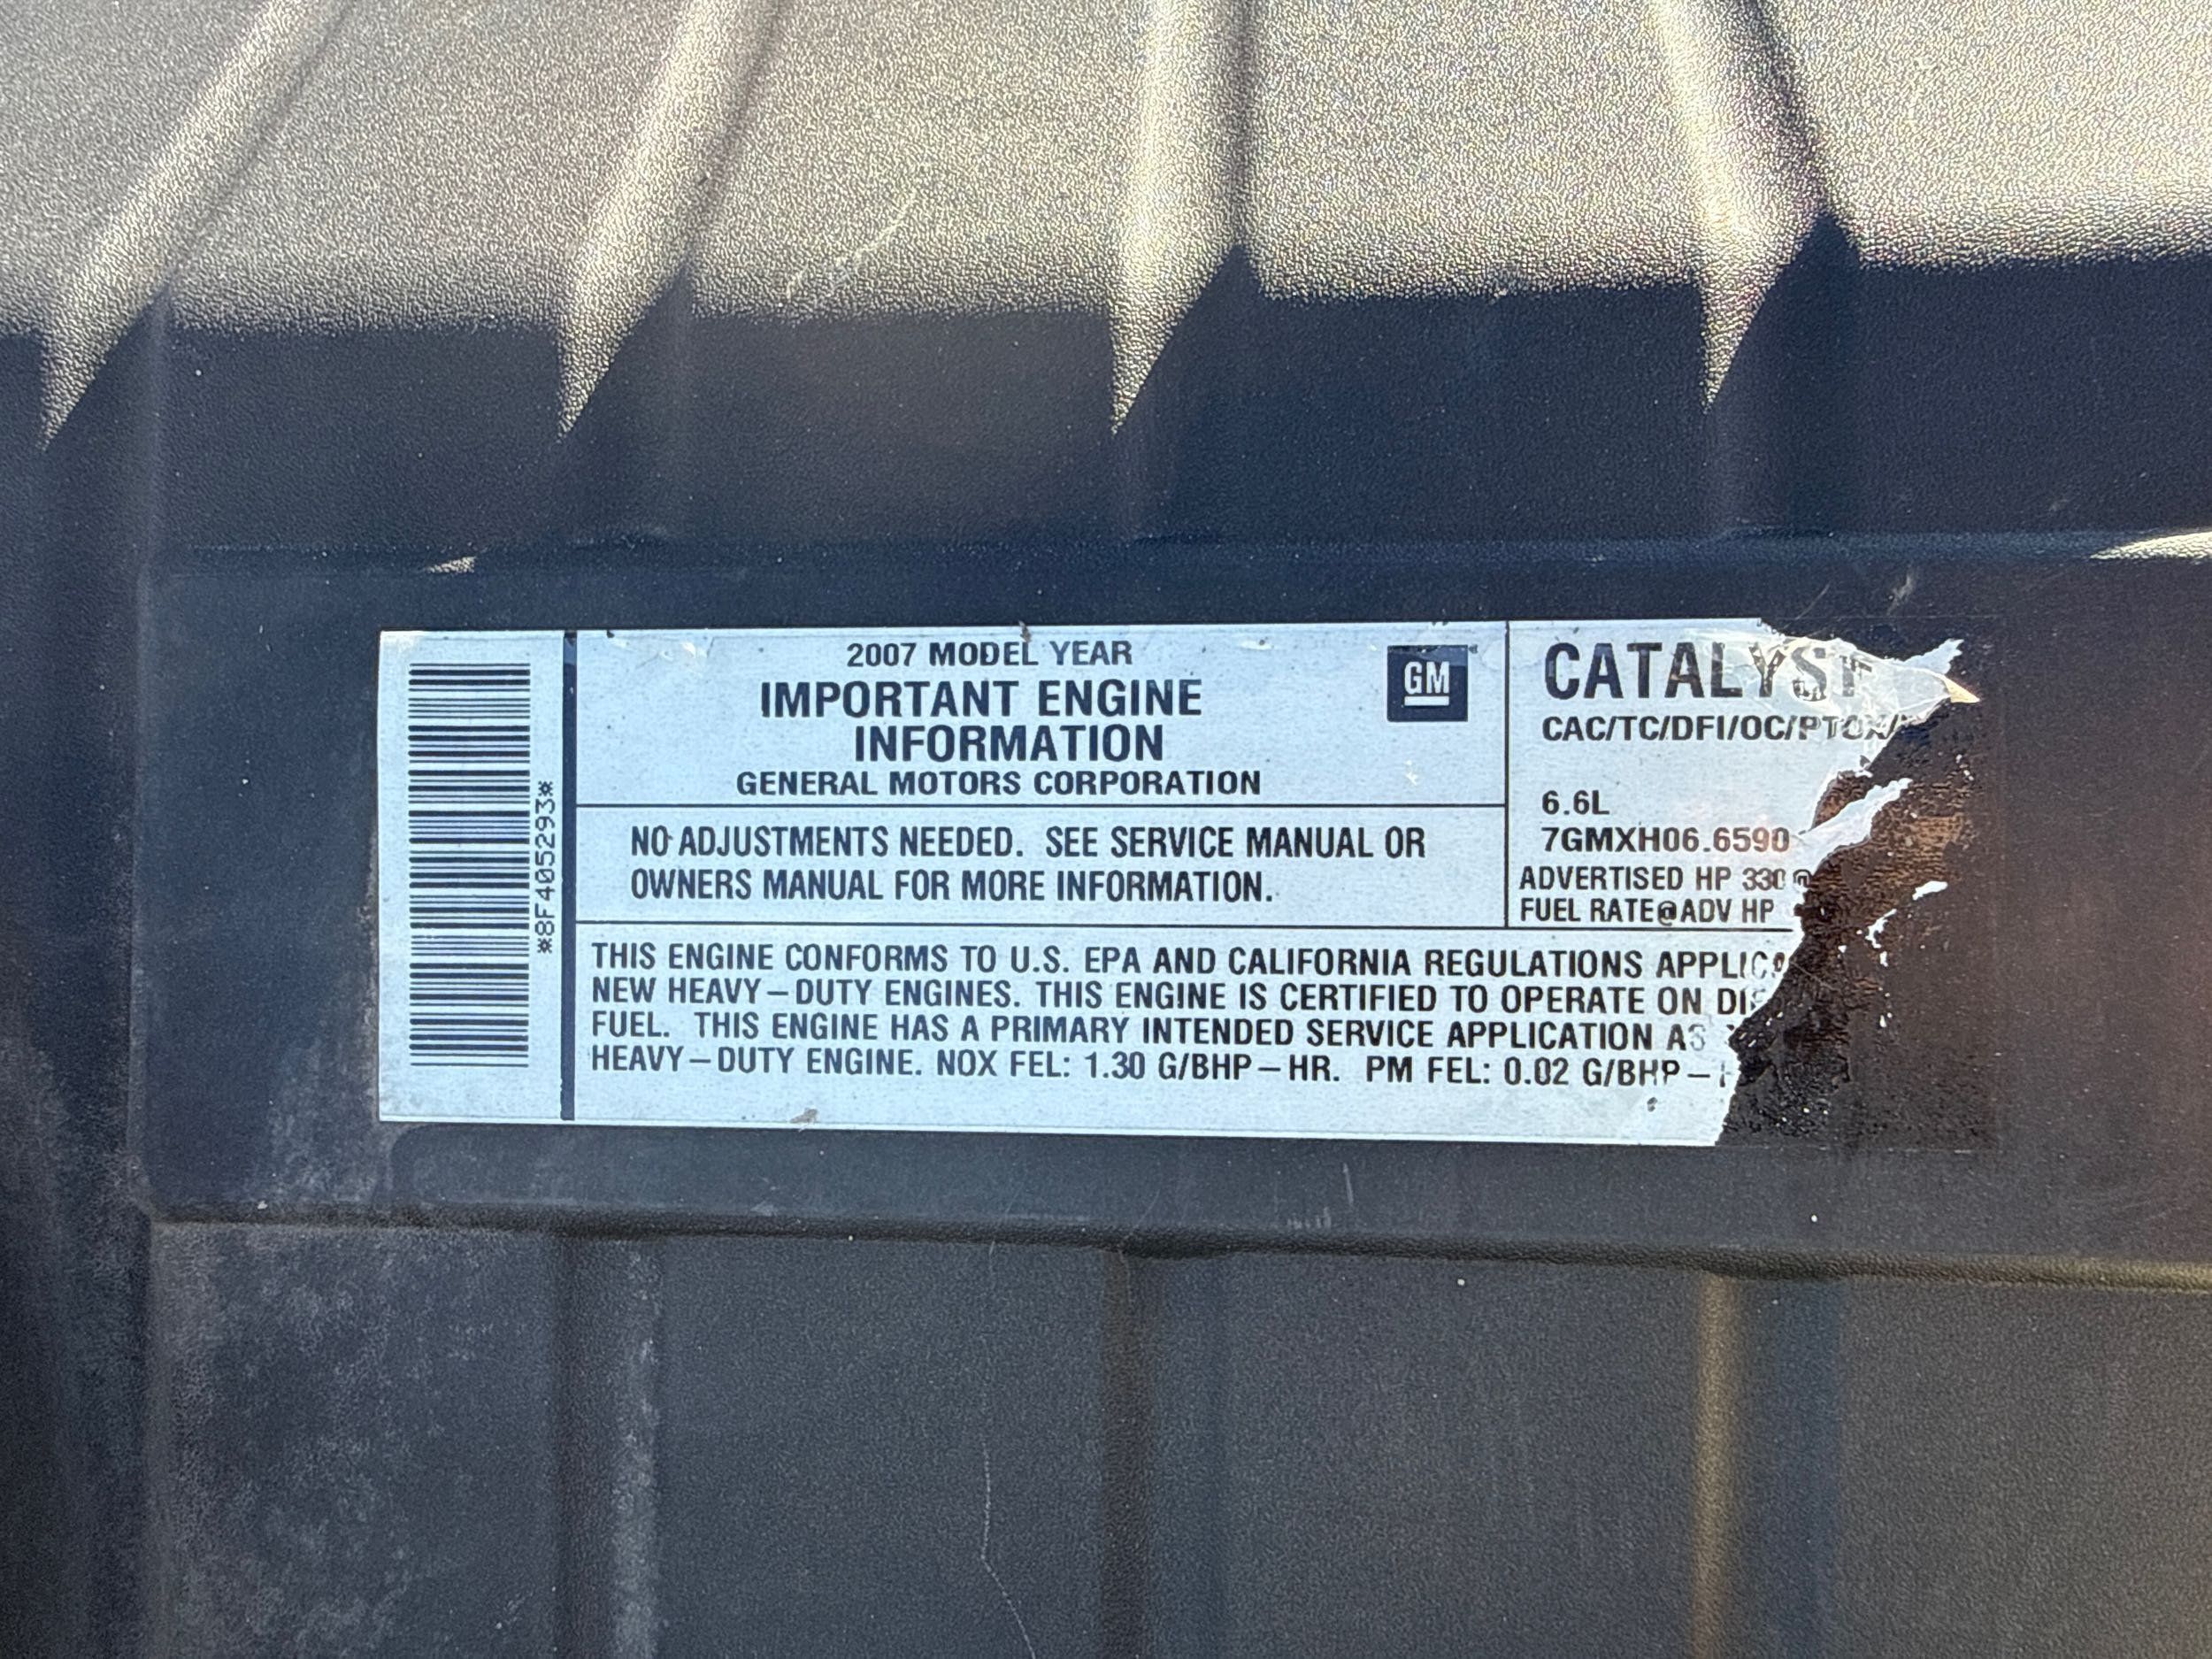 *8F405293*
2007 MODEL YEAR
IMPORTANT ENGINE
INFORMATION
GENERAL MOTORS CORPORATION
GM
NO ADJUSTMENTS NEEDED. SEE SERVICE MANUAL OR
OWNERS MANUAL FOR MORE INFORMATION.
CATALYST
CAC/TC/DFI/OC/PTOX/
6.6L
7GMXH06.6590
ADVERTISED HP 330@
FUEL RATE@ADV HP
THIS ENGINE CONFORMS TO U.S. EPA AND CALIFORNIA REGULATIONS
NEW HEAVY-DUTY ENGINES. THIS ENGINE IS CERTIFIED TO OPERATE ON
FUEL. THIS ENGINE HAS A PRIMARY INTENDED SERVICE APPLICATION AS
HEAVY-DUTY ENGINE. NOX FEL: 1.30 G/BHP-HR. PM FEL: 0.02 G/BHP-